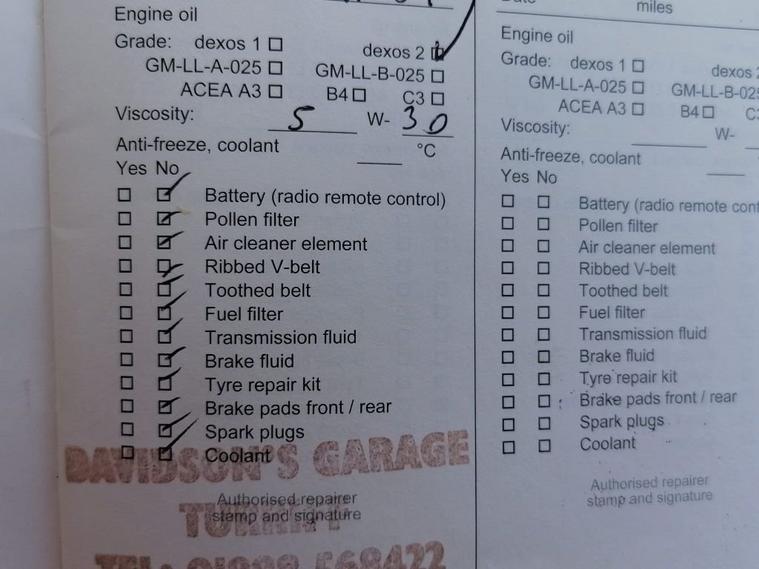 Engine oil
Grade: dexos 1 dexos 2
GM-LL-A-025 GM-LL-B-025
ACEA A3 B4 C3
Viscosity: 5 W- 30
Anti-freeze, coolant °C
Yes No
Battery (radio remote control)
Pollen filter
Air cleaner element
Ribbed V-belt
Toothed belt
Fuel filter
Transmission fluid
Brake fluid
Tyre repair kit
Brake pads front / rear
Spark plugs
Coolant
DAVIDSON'S GARAGE
Authorised repairer
stamp and signature
miles
Engine oil
Grade: dexos 1 dexos 2
GM-LL-A-025 GM-LL-B-025
ACEA A3 B4
Viscosity: W-
Anti-freeze, coolant
Yes No
Battery (radio remote cont
Pollen filter
Air cleaner element
Ribbed V-belt
Toothed belt
Fuel filter
Transmission fluid
Brake fluid
Tyre repair kit
Brake pads front / rear
Spark plugs
Coolant
Authorised repairer
stamp and signature